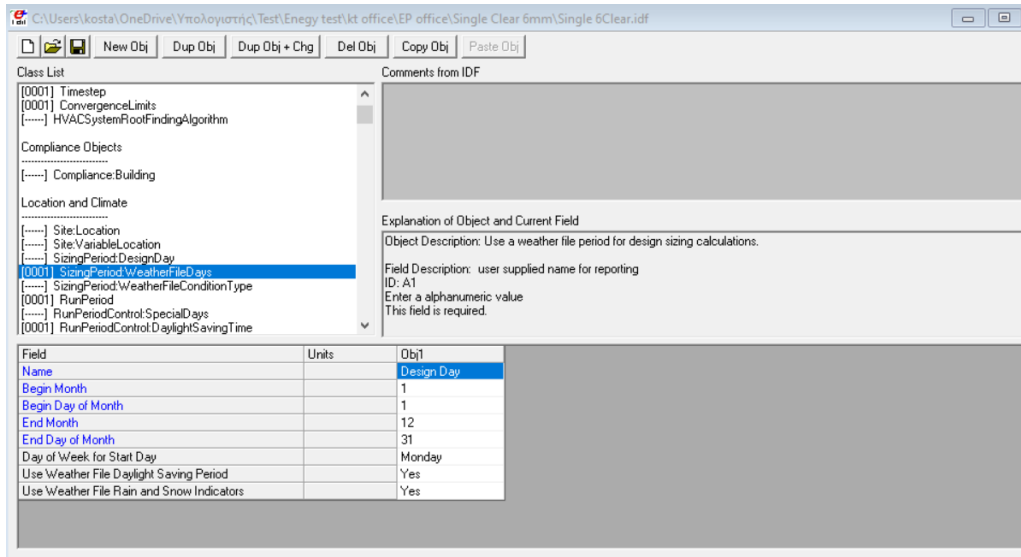 C:\Users\kosta\OneDrive\Υπολογιστής\Test\Enegy test\kt office\EP office\Single Clear 6mm\Single 6Clear.idf
New Obj Dup Obj Dup Obj + Chg Del Obj Copy Obj Paste Obj
Class List
[0001] Timestep
[0001] ConvergenceLimits
[------] HVACSystemRootFindingAlgorithm
Compliance Objects
--------------------------
[------] Compliance:Building
Location and Climate
--------------------------
[------] Site:Location
[------] Site:VariableLocation
[------] SizingPeriod:DesignDay
[0001] SizingPeriod:WeatherFileDays
[------] SizingPeriod:WeatherFileConditionType
[0001] RunPeriod
[------] RunPeriodControl:SpecialDays
[0001] RunPeriodControl:DaylightSavingTime
Comments from IDF
Explanation of Object and Current Field
Object Description: Use a weather file period for design sizing calculations.
Field Description: user supplied name for reporting
ID: A1
Enter a alphanumeric value
This field is required.
Field Units Obj1
Name Design Day
Begin Month 1
Begin Day of Month 1
End Month 12
End Day of Month 31
Day of Week for Start Day Monday
Use Weather File Daylight Saving Period Yes
Use Weather File Rain and Snow Indicators Yes